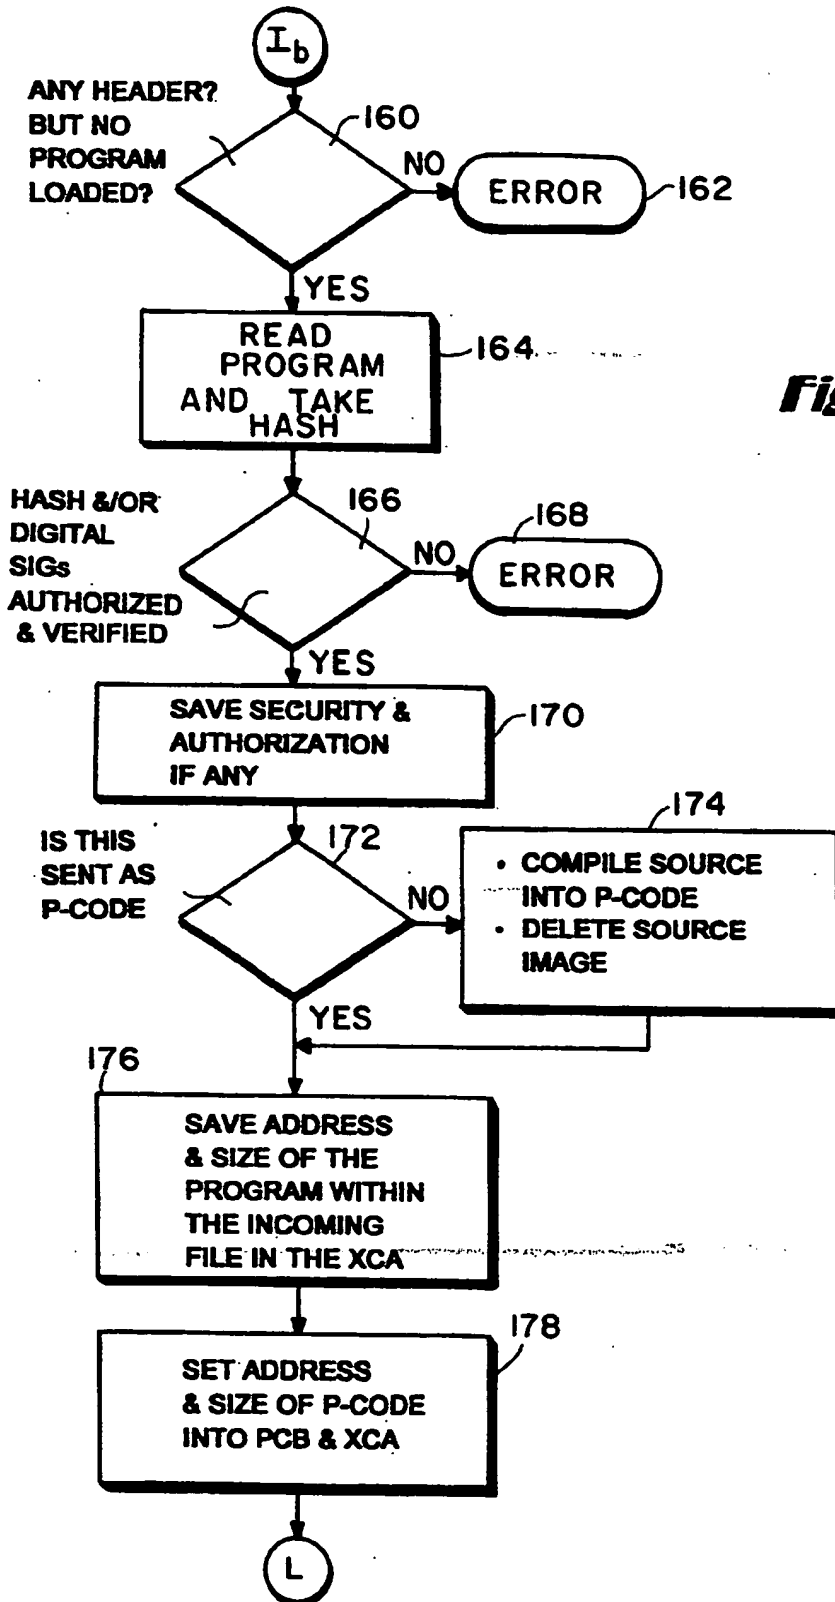 I_b
ANY HEADER?
BUT NO
PROGRAM
LOADED?
160
NO
ERROR
162
YES
READ
PROGRAM
AND TAKE
HASH
164
Fig
HASH &/OR
DIGITAL
SIGs
AUTHORIZED
& VERIFIED
166
NO
168
ERROR
YES
SAVE SECURITY &
AUTHORIZATION
IF ANY
170
IS THIS
SENT AS
P-CODE
172
NO
174
• COMPILE SOURCE
INTO P-CODE
• DELETE SOURCE
IMAGE
YES
176
SAVE ADDRESS
& SIZE OF THE
PROGRAM WITHIN
THE INCOMING
FILE IN THE XCA
178
SET ADDRESS
& SIZE OF P-CODE
INTO PCB & XCA
L